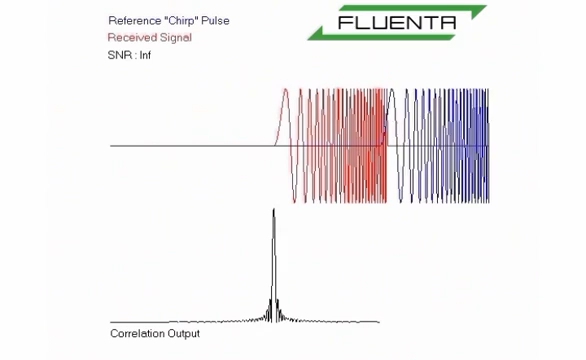 Reference "Chirp" Pulse
Received Signal
SNR : Inf
FLUENTA
Correlation Output